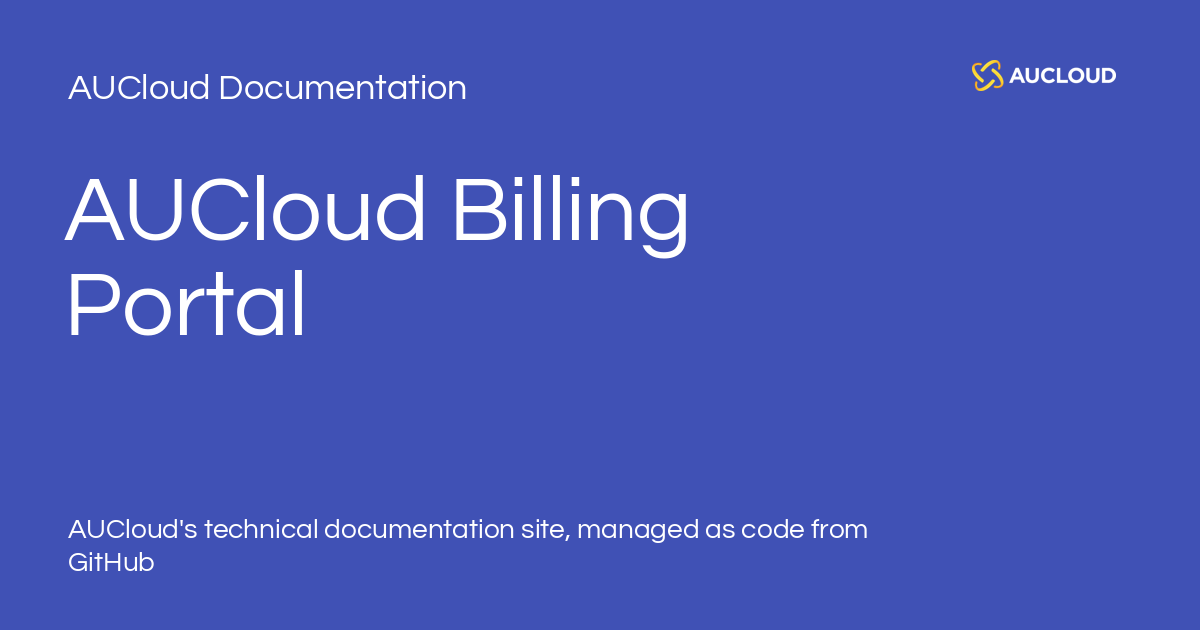 AUCloud Documentation
AUCLOUD
AUCloud Billing
Portal
AUCloud's technical documentation site, managed as code from
GitHub